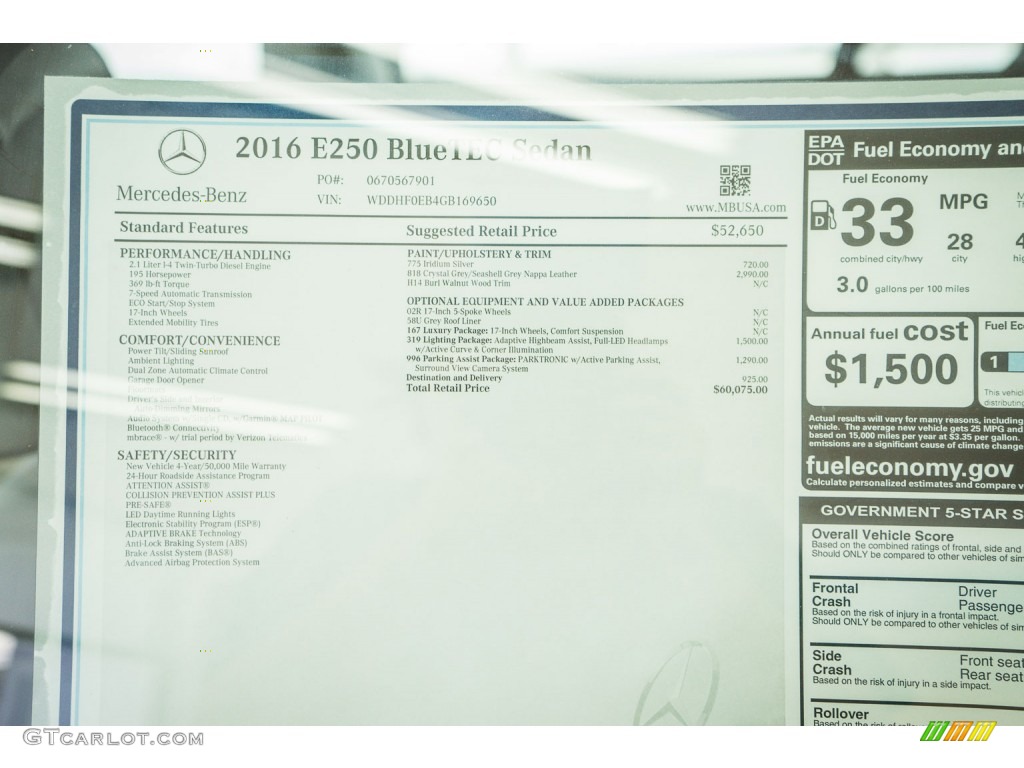 2016 E250 BlueTEC Sedan
Mercedes-Benz
PO#: 0670567901
VIN: WDDHF0EB4GB169650
www.MBUSA.com
Standard Features
Suggested Retail Price $52,650
PERFORMANCE/HANDLING
2.1 Liter I-4 Twin-Turbo Diesel Engine
195 Horsepower
369 lb-ft Torque
7-Speed Automatic Transmission
ECO Start/Stop System
17-Inch Wheels
Extended Mobility Tires
COMFORT/CONVENIENCE
Power Tilt/Sliding Sunroof
Ambient Lighting
Dual Zone Automatic Climate Control
Garage Door Opener
Driver's
Auto-Dimming Mirrors
Audio System w/ Single CD, w/ Garmin® MAP PILOT
Bluetooth® Connectivity
mbrace® - w/ trial period by Verizon Telematics
SAFETY/SECURITY
New Vehicle 4-Year/50,000 Mile Warranty
24-Hour Roadside Assistance Program
ATTENTION ASSIST®
COLLISION PREVENTION ASSIST PLUS
PRE-SAFE®
LED Daytime Running Lights
Electronic Stability Program (ESP®)
ADAPTIVE BRAKE Technology
Anti-Lock Braking System (ABS)
Brake Assist System (BAS®)
Advanced Airbag Protection System
PAINT/UPHOLSTERY & TRIM
775 Iridium Silver 720.00
818 Crystal Grey/Seashell Grey Nappa Leather 2,990.00
H14 Burl Walnut Wood Trim N/C
OPTIONAL EQUIPMENT AND VALUE ADDED PACKAGES
02R 17-Inch 5-Spoke Wheels N/C
58U Grey Roof Liner N/C
167 Luxury Package: 17-Inch Wheels, Comfort Suspension N/C
319 Lighting Package: Adaptive Highbeam Assist, Full-LED Headlamps 1,500.00
w/Active Curve & Corner Illumination
996 Parking Assist Package: PARKTRONIC w/Active Parking Assist, 1,290.00
Surround View Camera System
Destination and Delivery 925.00
Total Retail Price $60,075.00
EPA
DOT Fuel Economy and
Fuel Economy
33 MPG
28
combined city/hwy city
3.0 gallons per 100 miles
Annual fuel cost
$1,500
Fuel Ec
1
This vehicl
distributing
Actual results will vary for many reasons, including
vehicle. The average new vehicle gets 25 MPG and
based on 15,000 miles per year at $3.35 per gallon.
emissions are a significant cause of climate change
fueleconomy.gov
Calculate personalized estimates and compare v
GOVERNMENT 5-STAR S
Overall Vehicle Score
Based on the combined ratings of frontal, side and
Should ONLY be compared to other vehicles of sim
Frontal Driver
Crash Passenge
Based on the risk of injury in a frontal impact.
Should ONLY be compared to other vehicles of sim
Side Front seat
Crash Rear seat
Based on the risk of injury in a side impact.
Rollover
Based on the risk of
GTCarlot.com